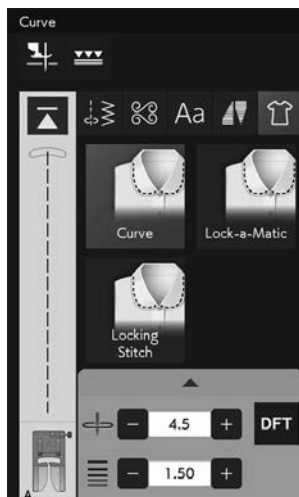 Curve
Aa
Curve
Lock-a-Matic
Locking
Stitch
4.5
DFT
1.50
A